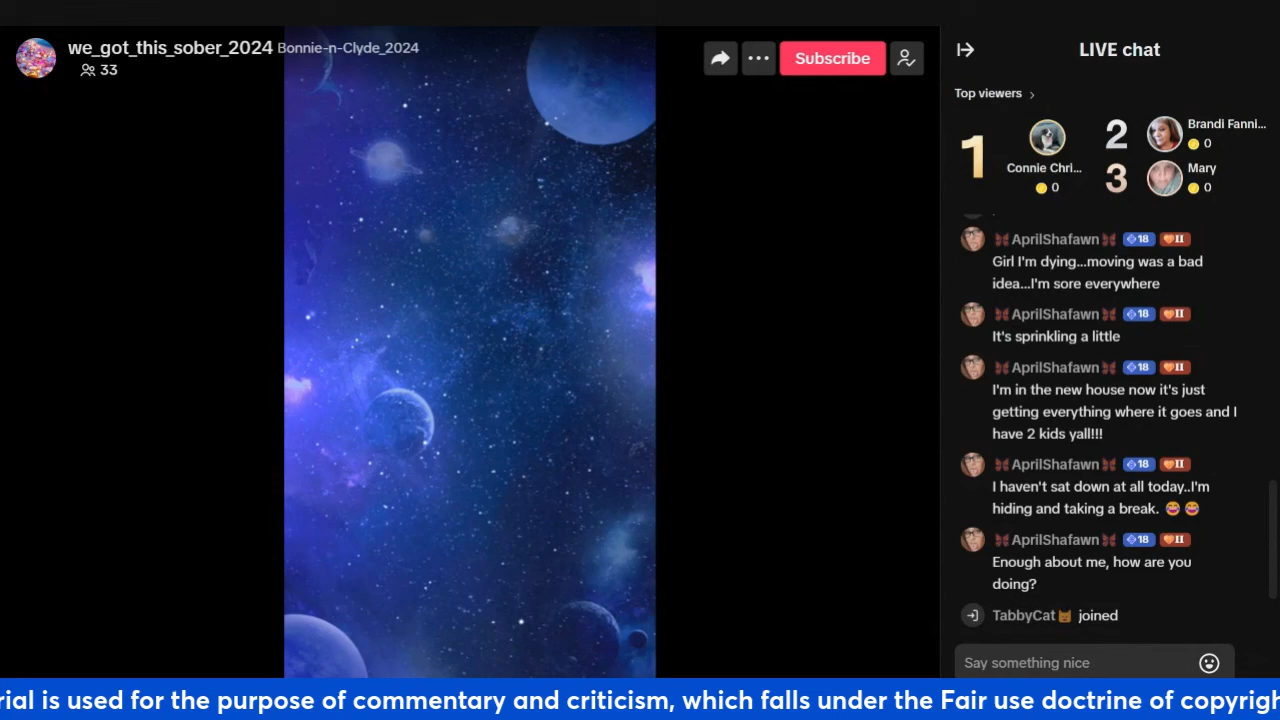 we_got_this_sober_2024 Bonnie-n-Clyde_2024
33
Subscribe
LIVE chat
Top viewers
1
Connie Chri...
0
2
Brandi Fanni...
0
3
Mary
0
AprilShafawn 18 II
Girl I'm dying...moving was a bad
idea...I'm sore everywhere
AprilShafawn 18 II
It's sprinkling a little
AprilShafawn 18 II
I'm in the new house now it's just
getting everything where it goes and I
have 2 kids yall!!!
AprilShafawn 18 II
I haven't sat down at all today..I'm
hiding and taking a break. 😂 😂
AprilShafawn 18 II
Enough about me, how are you
doing?
TabbyCat joined
Say something nice
rial is used for the purpose of commentary and criticism, which falls under the Fair use doctrine of copyrigh